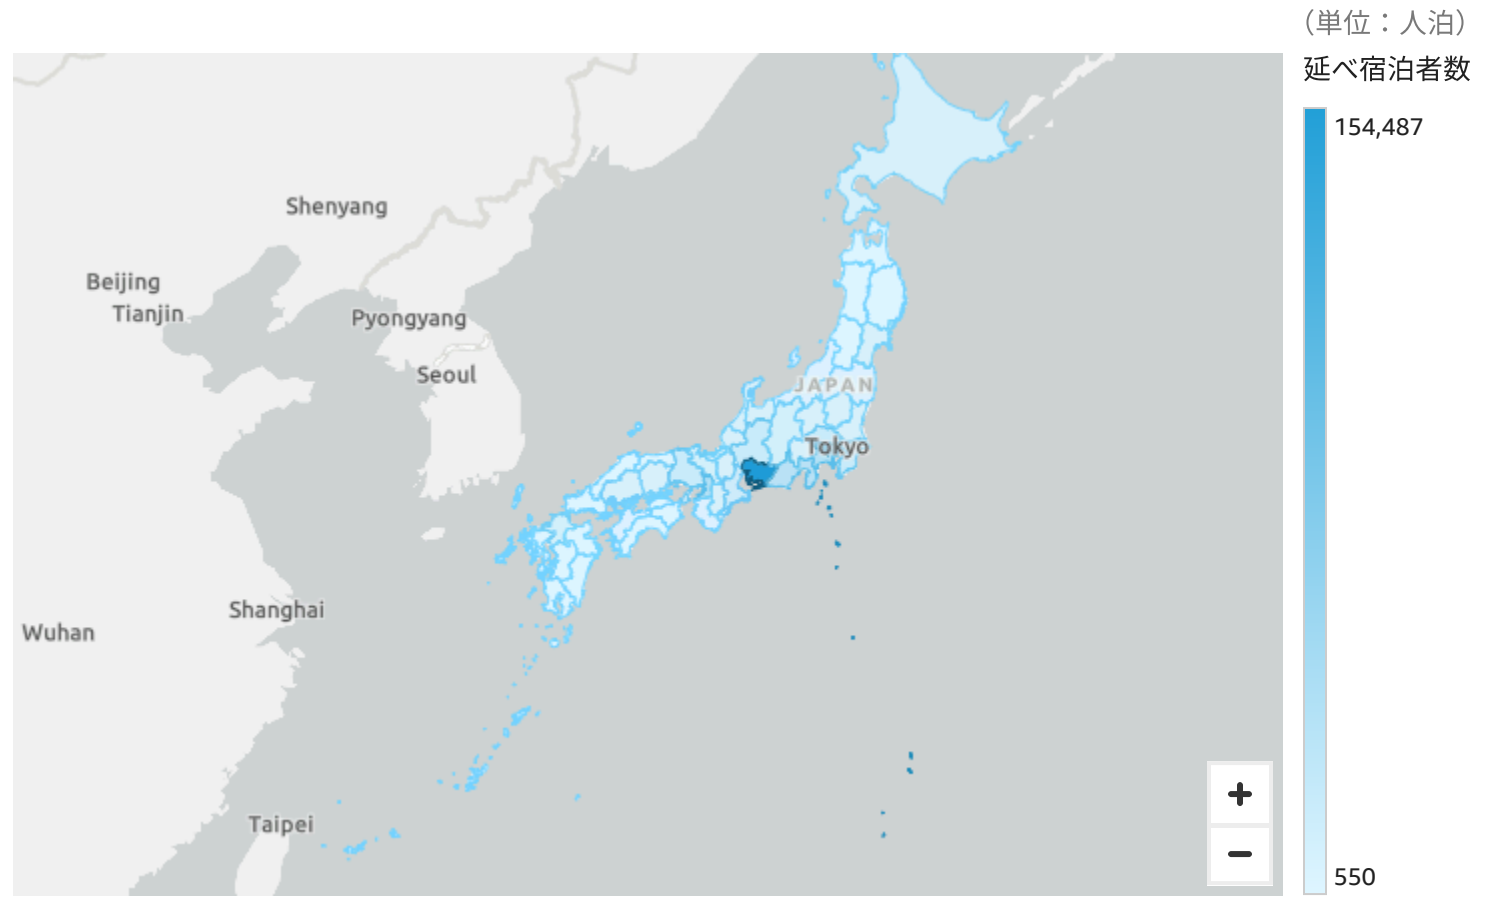 （単位：人泊）
延べ宿泊者数
154,487
Shenyang
Beijing
Tianjin
Pyongyang
Seoul
JAPAN
Tokyo
Shanghai
Wuhan
Taipei
+
−
550